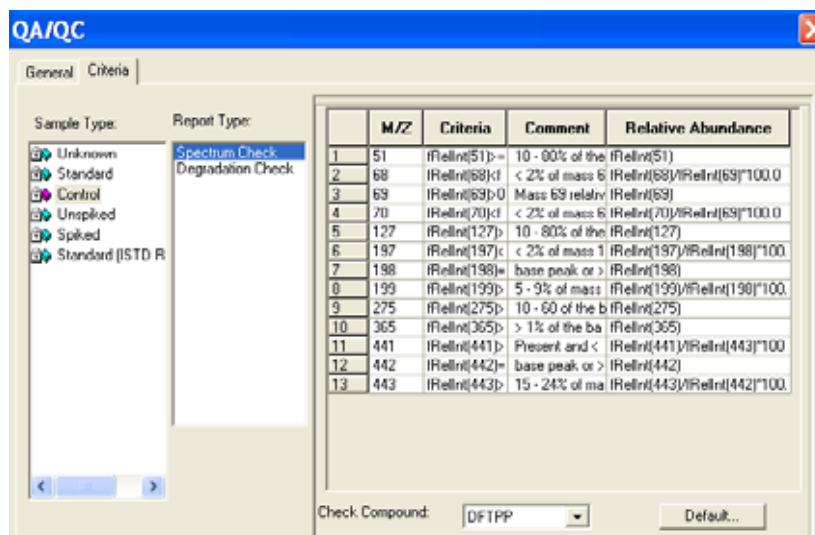 QA/QC
General Criteria
Sample Type: Report Type:
Unknown
Standard
Control
Unspiked
Spiked
Standard (ISTD R
Spectrum Check
Degradation Check
M/Z Criteria Comment Relative Abundance
1 51 fRelInt(51)>= 10 - 80% of the fRelInt(51)
2 68 fRelInt(68)<f < 2% of mass 6 fRelInt(68)/fRelInt(69)*100.0
3 69 fRelInt(69)>0 Mass 69 relativ fRelInt(69)
4 70 fRelInt(70)<f < 2% of mass 6 fRelInt(70)/fRelInt(69)*100.0
5 127 fRelInt(127)> 10 - 80% of the fRelInt(127)
6 197 fRelInt(197)< < 2% of mass 1 fRelInt(197)/fRelInt(198)*100.
7 198 fRelInt(198)= base peak or > fRelInt(198)
8 199 fRelInt(199)> 5 - 9% of mass fRelInt(199)/fRelInt(198)*100.
9 275 fRelInt(275)> 10 - 60 of the b fRelInt(275)
10 365 fRelInt(365)> > 1% of the ba fRelInt(365)
11 441 fRelInt(441)> Present and < fRelInt(441)/fRelInt(443)*100
12 442 fRelInt(442)= base peak or > fRelInt(442)
13 443 fRelInt(443)> 15 - 24% of ma fRelInt(443)/fRelInt(442)*100.
Check Compound: DFTPP Default...